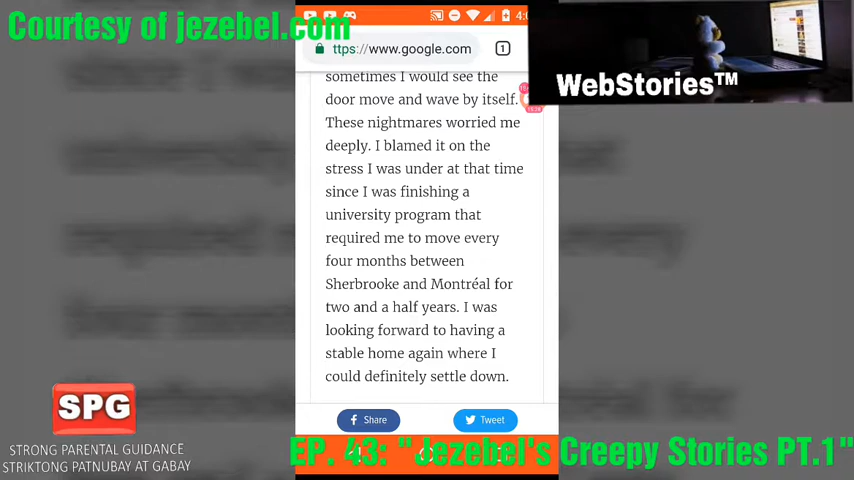 Courtesy of jezebel.com
ttps://www.google.com
1
WebStories™
sometimes I would see the
door move and wave by itself.
These nightmares worried me
deeply. I blamed it on the
stress I was under at that time
since I was finishing a
university program that
required me to move every
four months between
Sherbrooke and Montréal for
two and a half years. I was
looking forward to having a
stable home again where I
could definitely settle down.
Share
Tweet
SPG
STRONG PARENTAL GUIDANCE
STRIKTONG PATNUBAY AT GABAY
EP. 43: "Jezebel's Creepy Stories PT.1"